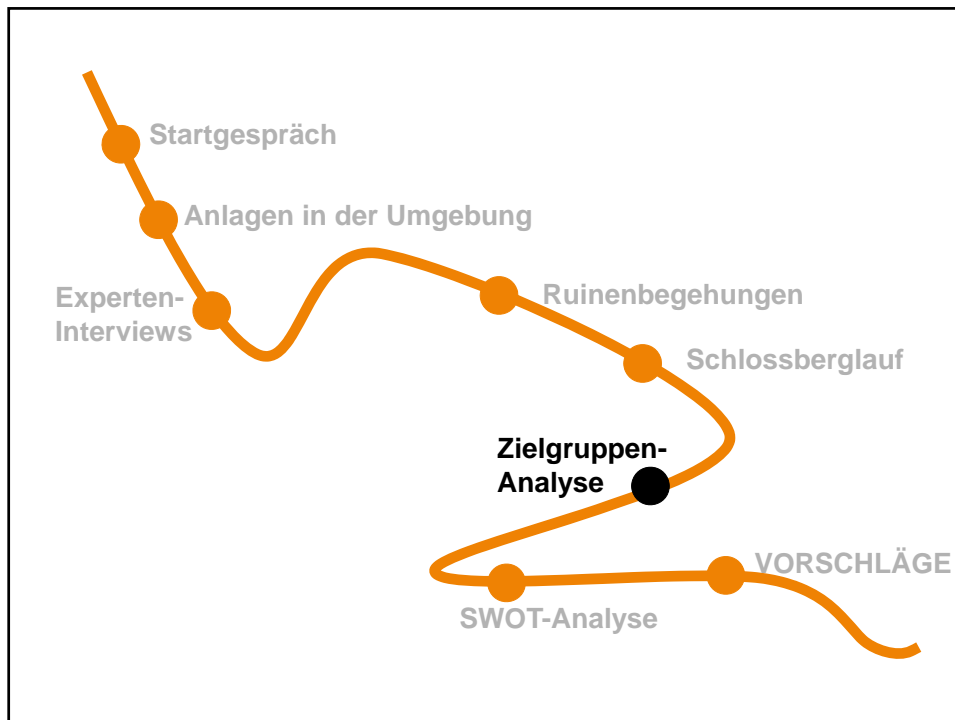 Startgespräch
Anlagen in der Umgebung
Experten-
Interviews
Ruinenbegehungen
Schlossberglauf
Zielgruppen-
Analyse
VORSCHLÄGE
SWOT-Analyse